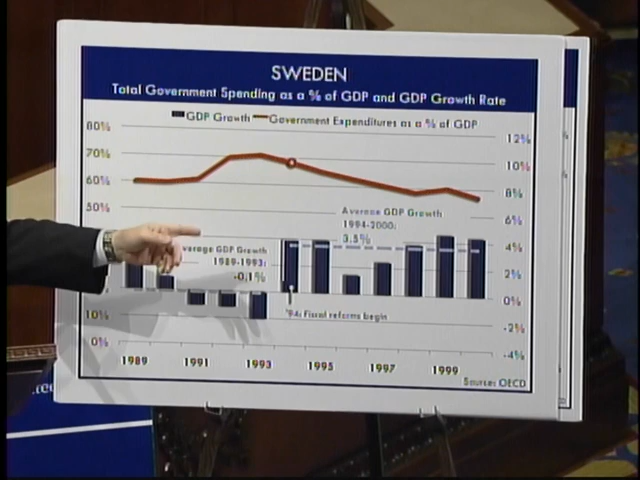 SWEDEN
Total Government Spending as a % of GDP and GDP Growth Rate
GDP Growth Government Expenditures as a % of GDP
80%
70%
60%
50%
10%
0%
12%
10%
8%
6%
4%
2%
0%
-2%
-4%
Average GDP Growth
1994-2000:
3.5%
verage GDP Growth
1989-1993:
-0.1%
'94: fiscal reforms begin
1989 1991 1993 1995 1997 1999
Source: OECD